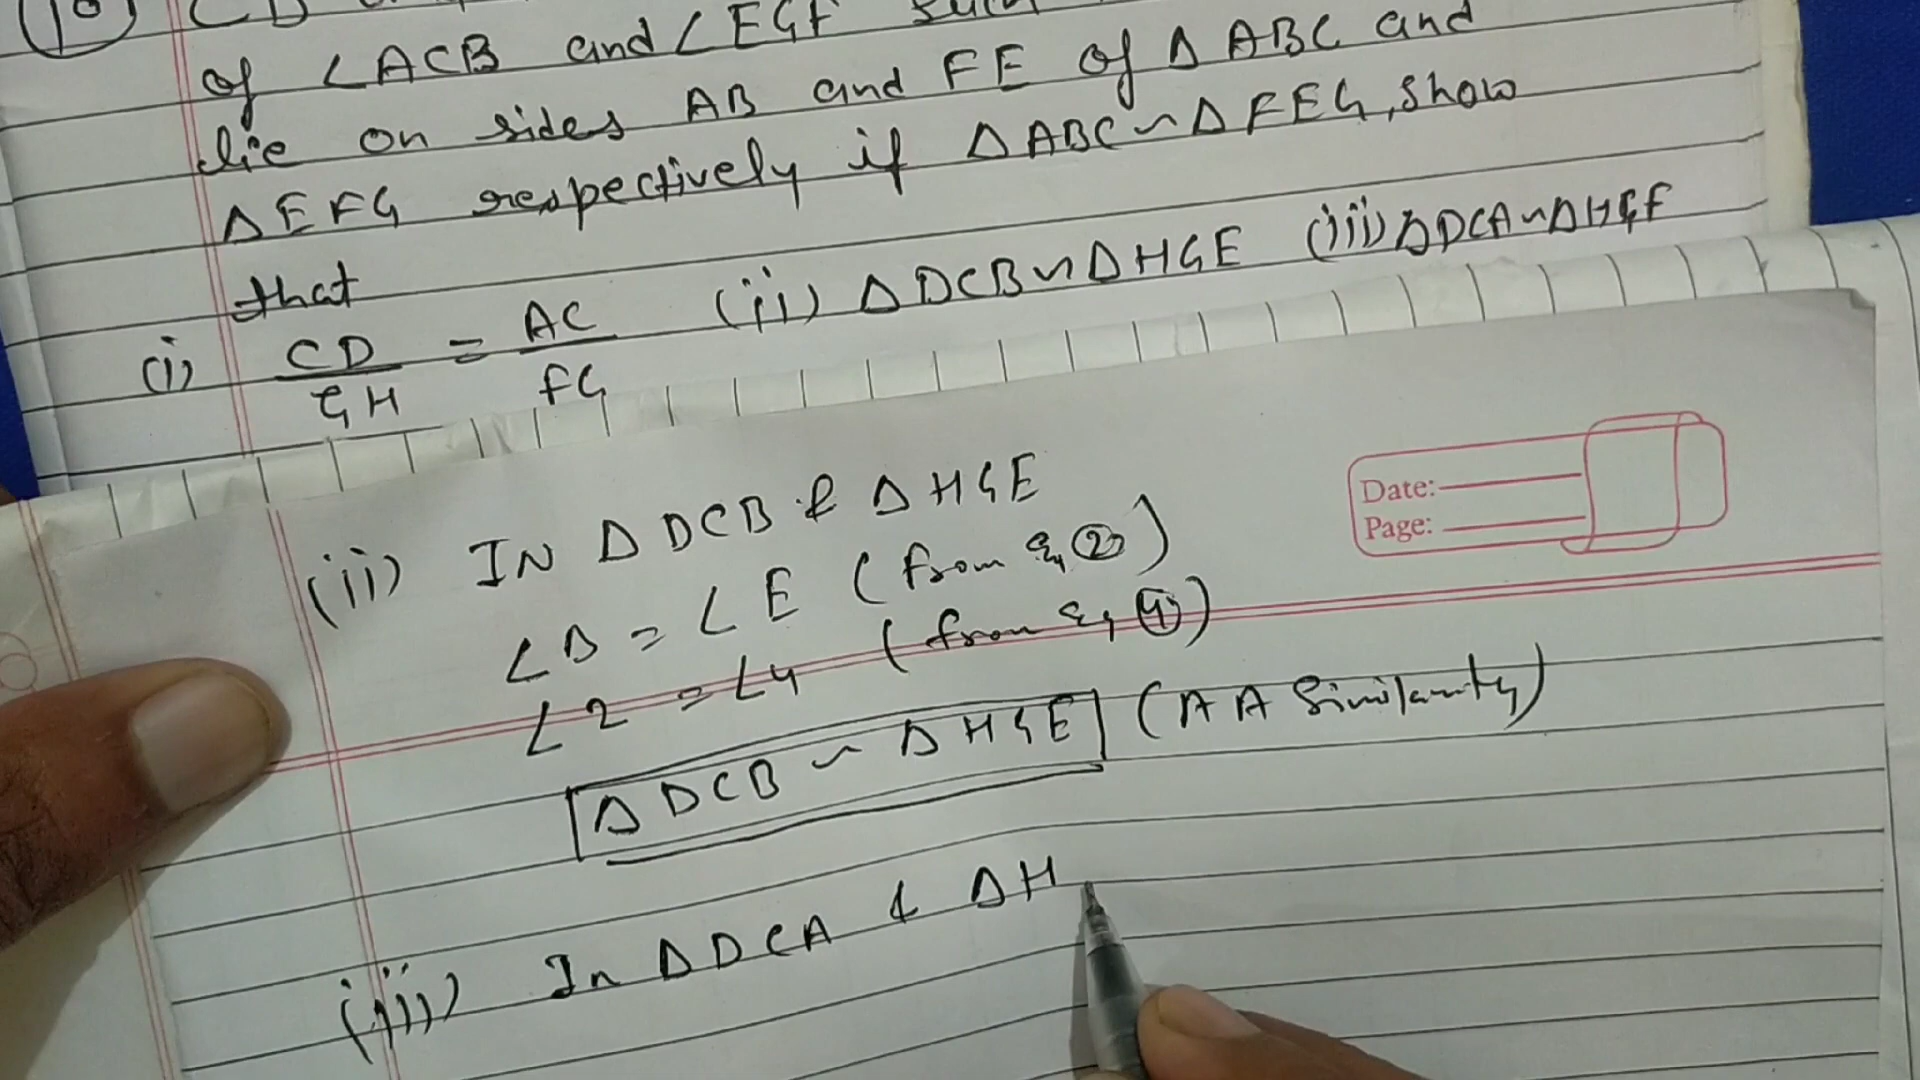 of ∠ACB and ∠EGF such
lie on sides AB and FE of Δ ABC and
Δ EFG respectively if Δ ABC ~ Δ FEG, show
that
(i) CD/GH = AC/FG (ii) Δ DCB ~ Δ HGE (iii) Δ DCA ~ Δ HGF
Date:
Page:
(ii) IN Δ DCB & Δ HGE
∠B = ∠E (from Eq ②)
∠2 = ∠4 (from Eq ④)
Δ DCB ~ Δ HGE (AA Similarity)
(iii) In Δ DCA & Δ H